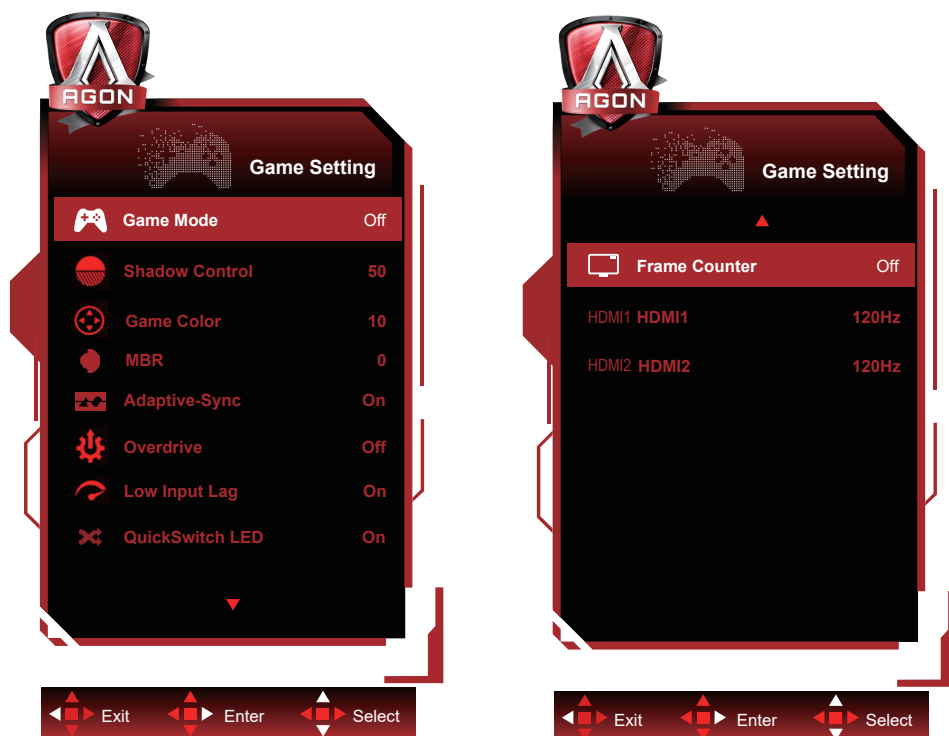 AGON
Game Setting
Game Mode Off
Shadow Control 50
Game Color 10
MBR 0
Adaptive-Sync On
Overdrive Off
Low Input Lag On
QuickSwitch LED On
Exit Enter Select
AGON
Game Setting
Frame Counter Off
HDMI1 HDMI1 120Hz
HDMI2 HDMI2 120Hz
Exit Enter Select